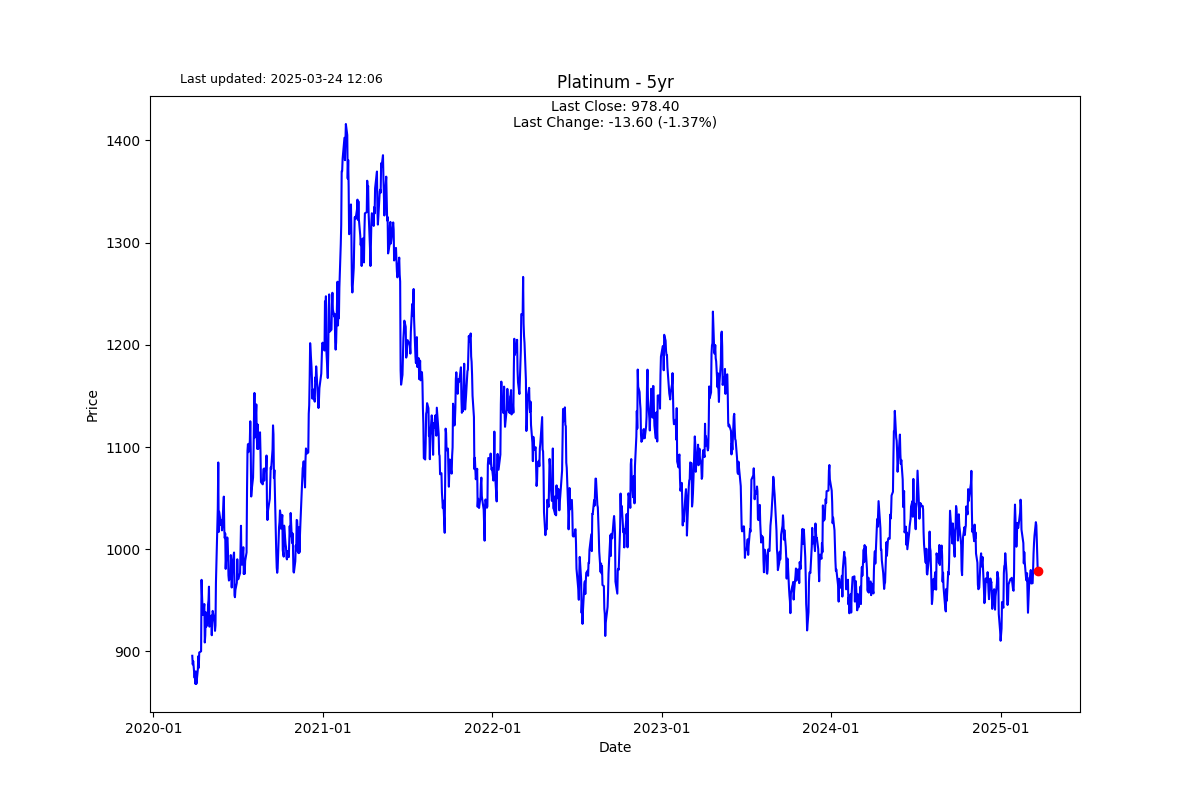 Last updated: 2025-03-24 12:06
Platinum - 5yr
Last Close: 978.40
Last Change: -13.60 (-1.37%)
1400
1300
1200
1100
1000
900
Price
2020-01
2021-01
2022-01
2023-01
2024-01
2025-01
Date